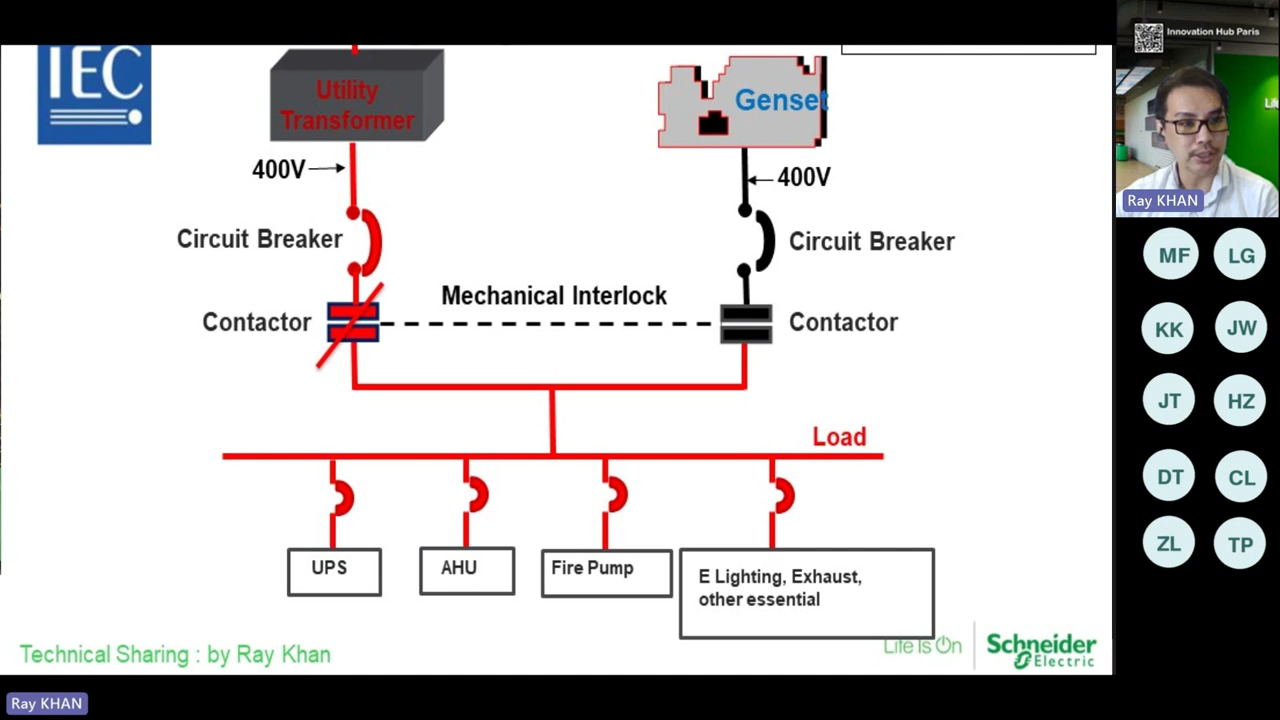 Innovation Hub Paris
IEC
Utility
Transformer
Genset
400V
400V
Circuit Breaker
Circuit Breaker
Mechanical Interlock
Contactor
Contactor
Load
UPS
AHU
Fire Pump
E Lighting, Exhaust,
other essential
Technical Sharing : by Ray Khan
Life Is On
Schneider
Electric
Ray KHAN
Ray KHAN
MF
LG
KK
JW
JT
HZ
DT
CL
ZL
TP